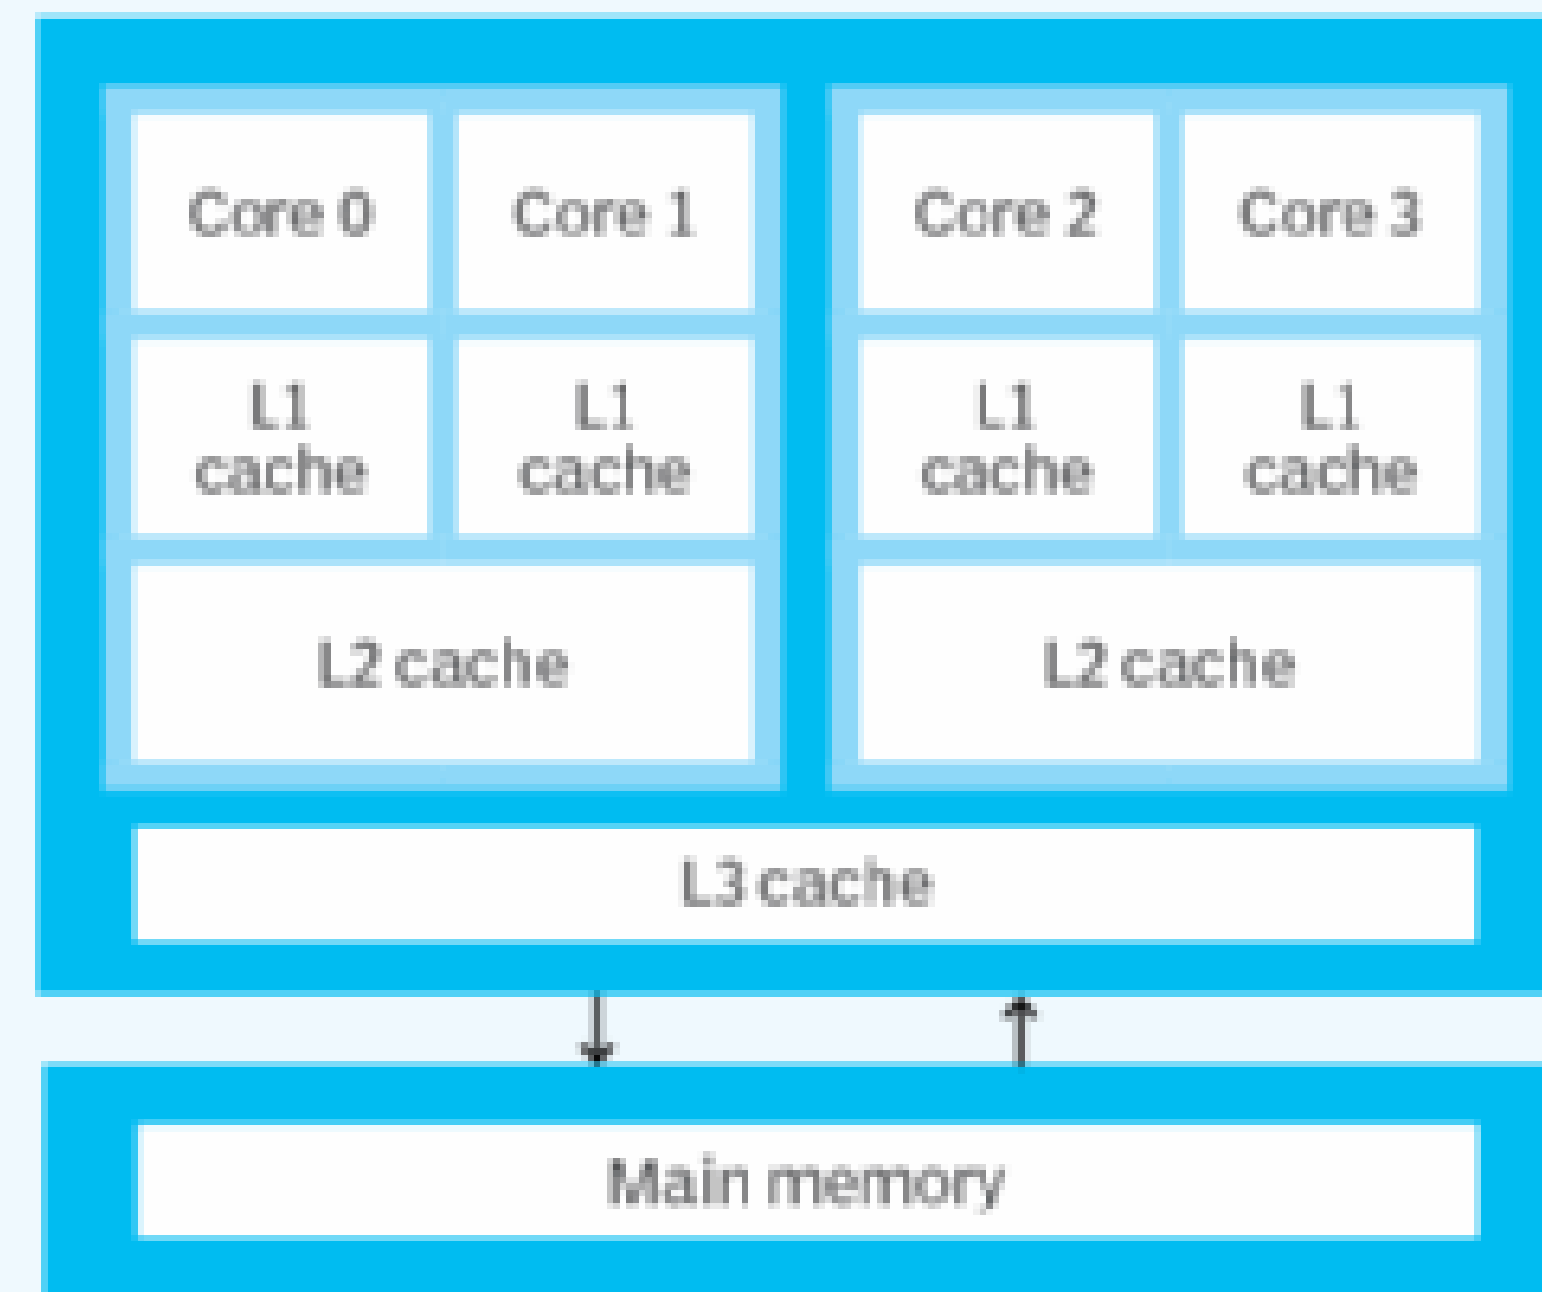 Core 0
Core 1
Core 2
Core 3
L1
cache
L1
cache
L1
cache
L1
cache
L2 cache
L2 cache
L3 cache
Main memory